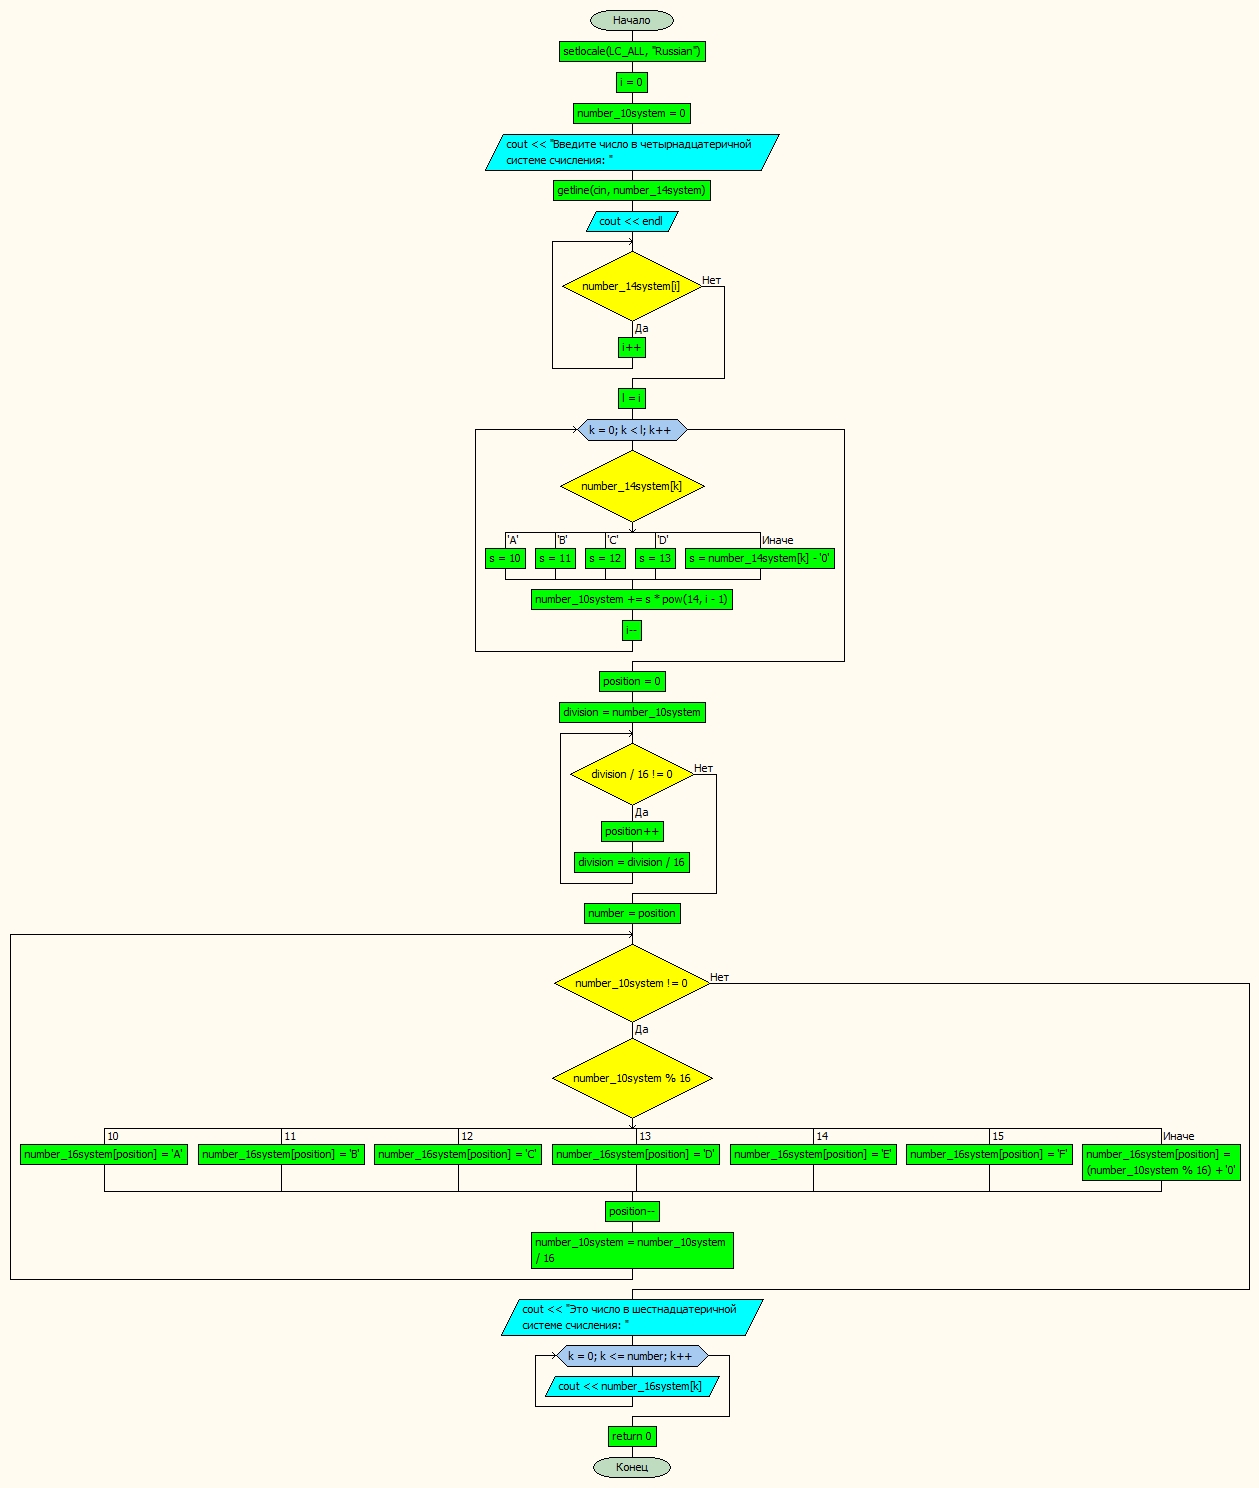 Начало
setlocale(LC_ALL, "Russian")
i = 0
number_10system = 0
cout << "Введите число в четырнадцатеричной
системе счисления: "
getline(cin, number_14system)
cout << endl
number_14system[i]
Нет
Да
i++
l = i
k = 0; k < l; k++
number_14system[k]
'A' 'B' 'C' 'D' Иначе
s = 10 s = 11 s = 12 s = 13 s = number_14system[k] - '0'
number_10system += s * pow(14, i - 1)
i--
position = 0
division = number_10system
division / 16 != 0
Нет
Да
position++
division = division / 16
number = position
number_10system != 0
Нет
Да
number_10system % 16
10 11 12 13 14 15 Иначе
number_16system[position] = 'A' number_16system[position] = 'B' number_16system[position] = 'C' number_16system[position] = 'D' number_16system[position] = 'E' number_16system[position] = 'F' number_16system[position] =
(number_10system % 16) + '0'
position--
number_10system = number_10system
/ 16
cout << "Это число в шестнадцатеричной
системе счисления: "
k = 0; k <= number; k++
cout << number_16system[k]
return 0
Конец